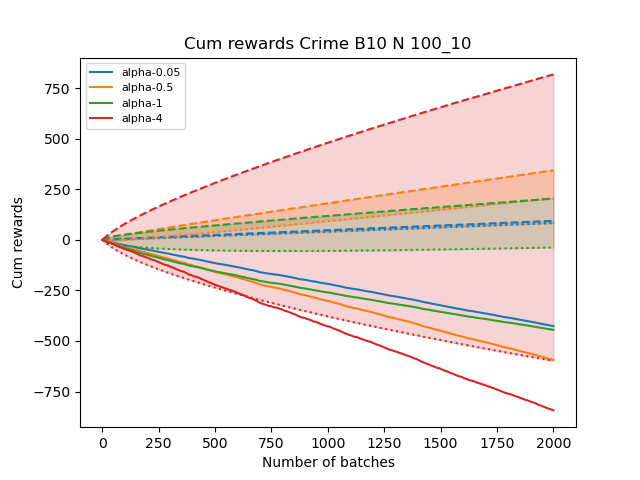 Cum rewards Crime B10 N 100_10
alpha-0.05
alpha-0.5
alpha-1
alpha-4
750
500
250
0
−250
−500
−750
Cum rewards
0 250 500 750 1000 1250 1500 1750 2000
Number of batches